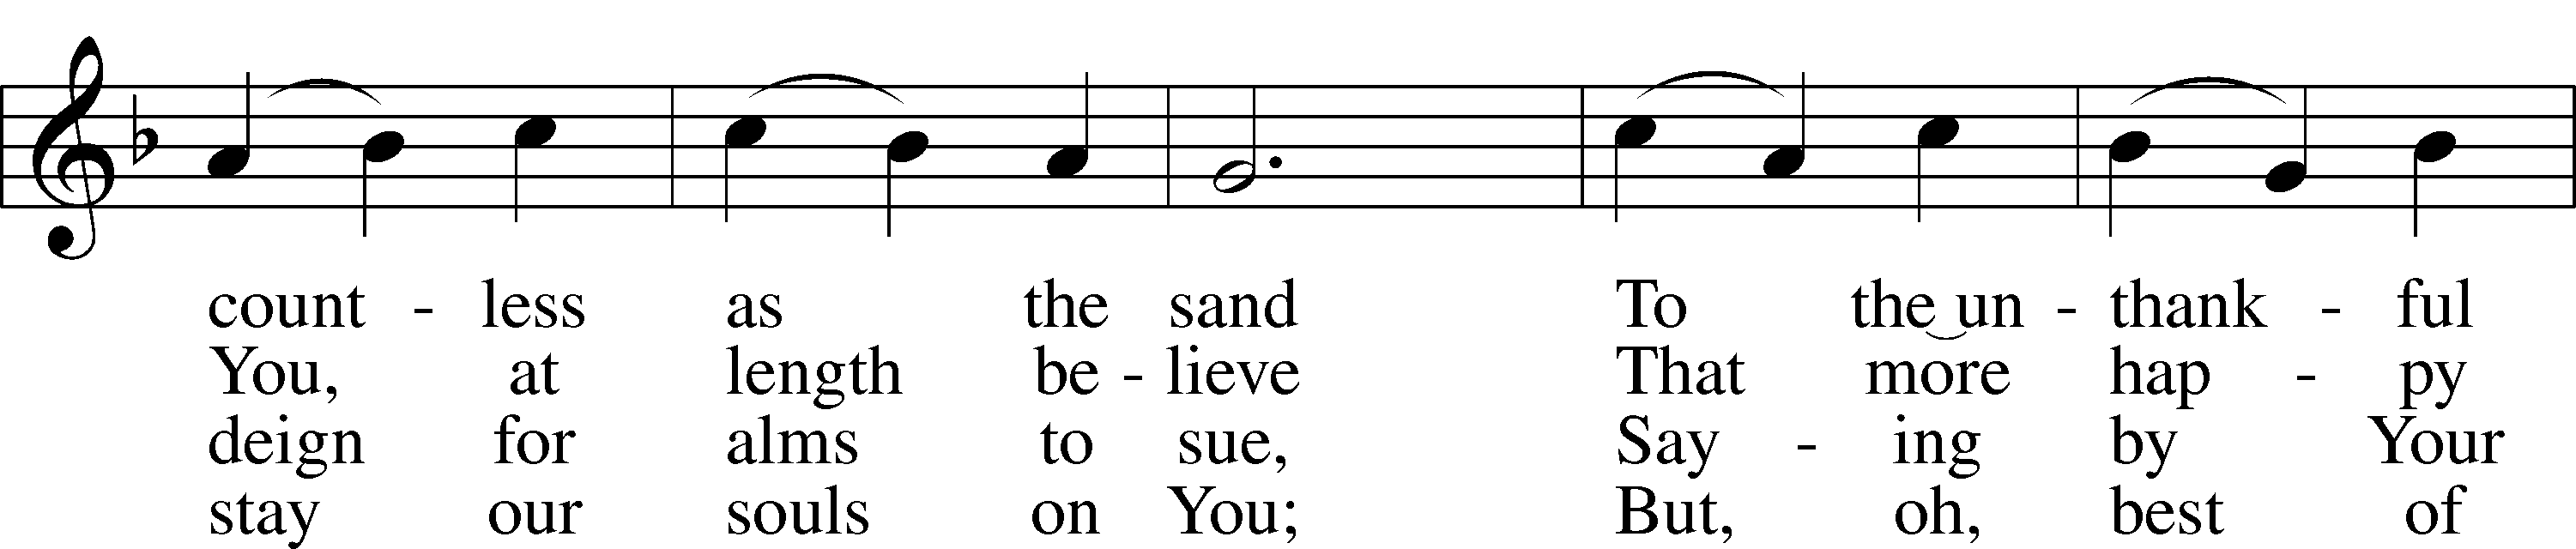 count - less as the sand To the un - thank - ful
You, at length be - lieve That more hap - py
deign for alms to sue, Say - ing by Your
stay our souls on You; But, oh, best of